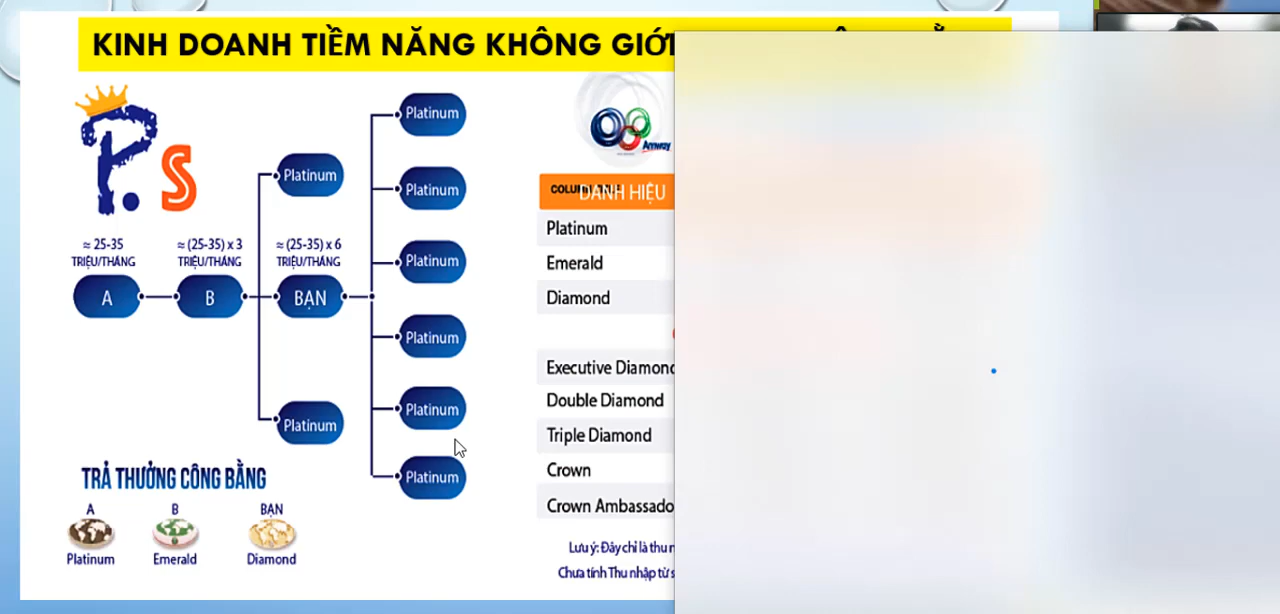 KINH DOANH TIỀM NĂNG KHÔNG
P.S
≈ 25-35
TRIỆU/THÁNG
≈ (25-35) x 3
TRIỆU/THÁNG
≈ (25-35) x 6
TRIỆU/THÁNG
A
B
BẠN
Platinum
Platinum
Platinum
Platinum
Platinum
Platinum
Platinum
Platinum
TRẢ THƯỞNG CÔNG BẰNG
A
B
BẠN
Platinum
Emerald
Diamond
Amway
DANH HIỆU
Platinum
Emerald
Diamond
Executive Diamond
Double Diamond
Triple Diamond
Crown
Crown
Lưu ý: Đây chỉ là thu
Chưa tính Thu nhập từ